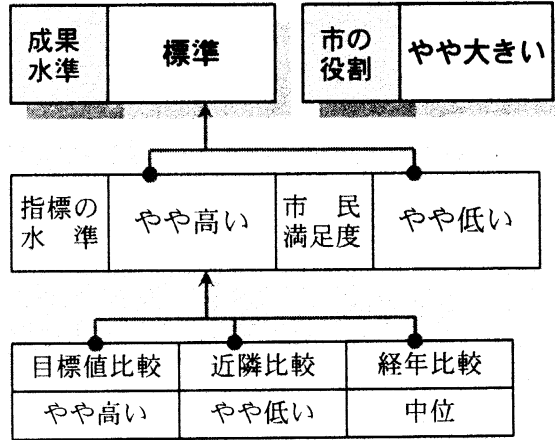 成果
水準
標準
市の
役割
やや大きい
指標の
水　準
やや高い
市　民
満足度
やや低い
目標値比較
近隣比較
経年比較
やや高い
やや低い
中位